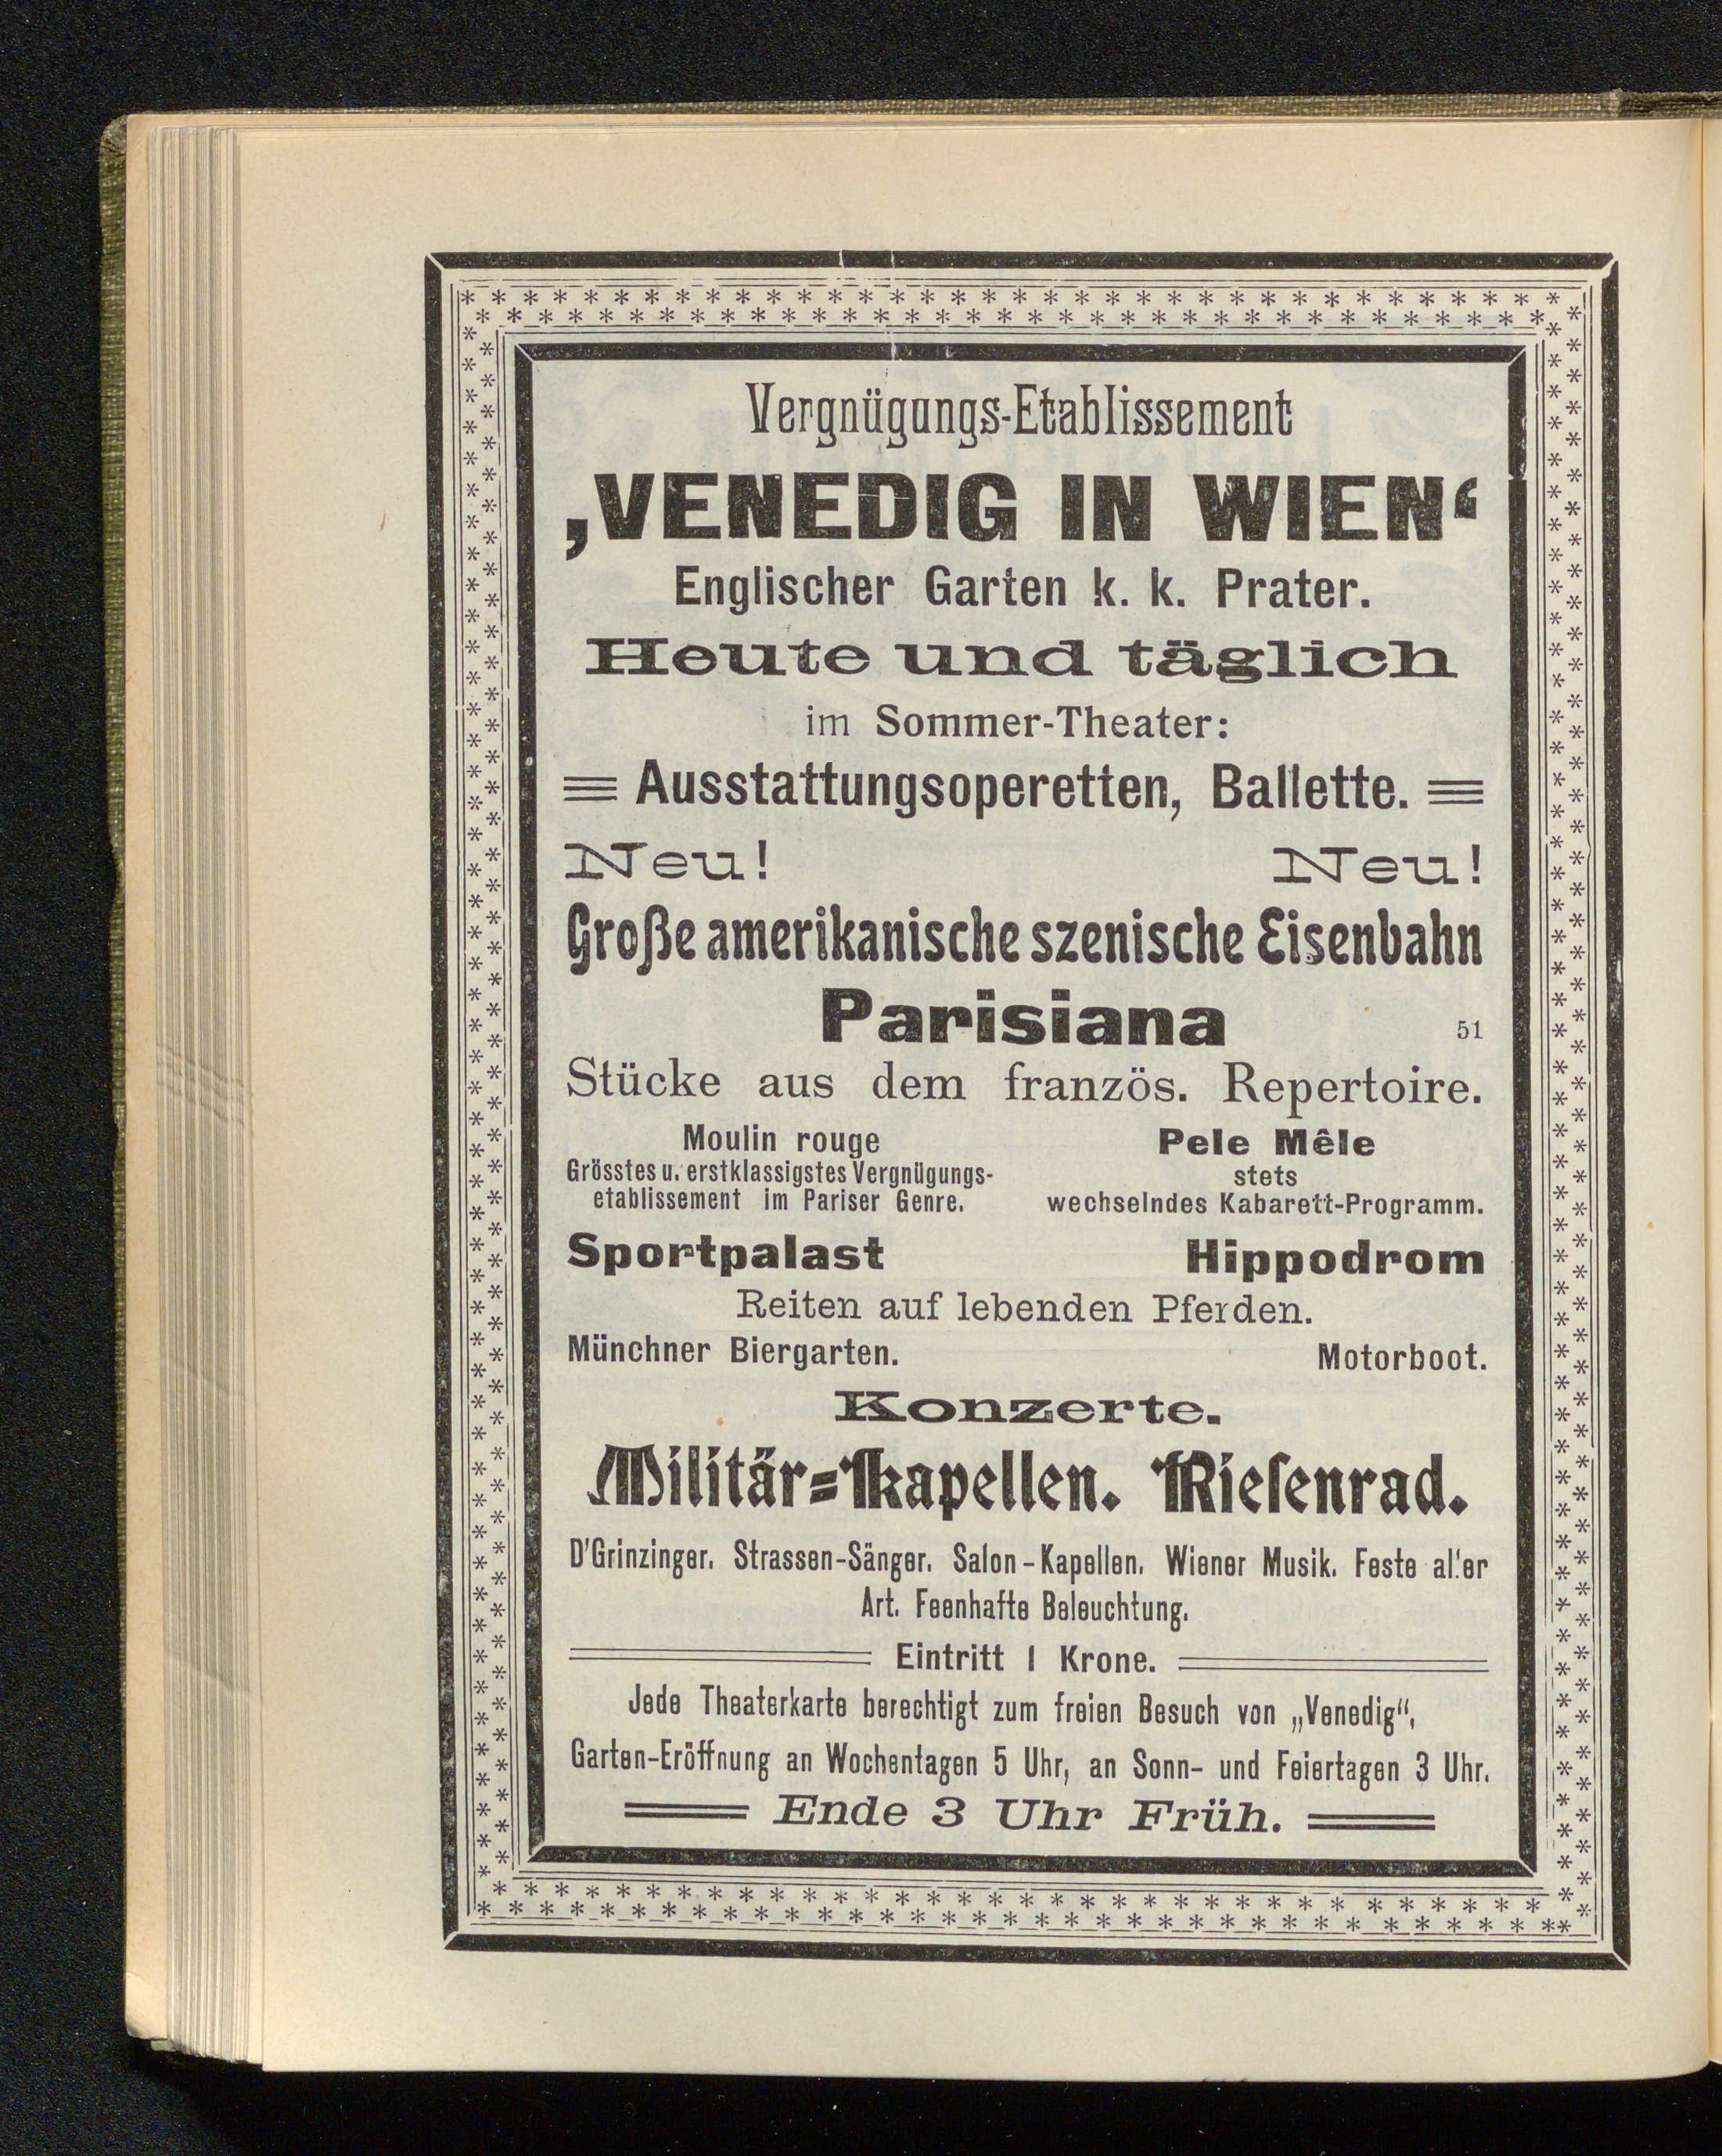 Vergnügungs-Etablissement
‚VENEDIG IN WIEN‘
Englischer Garten k. k. Prater.
Heute und täglich
im Sommer-Theater:
Ausstattungsoperetten, Ballette.
Neu! Neu!
Große amerikanische szenische Eisenbahn
Parisiana 51
Stücke aus dem französ. Repertoire.
Moulin rouge
Grösstes u. erstklassigstes Vergnügungs-
etablissement im Pariser Genre.
Pele Mêle
stets
wechselndes Kabarett-Programm.
Sportpalast Hippodrom
Reiten auf lebenden Pferden.
Münchner Biergarten. Motorboot.
Konzerte.
Militär=Kapellen. Riesenrad.
D'Grinzinger. Strassen-Sänger. Salon-Kapellen. Wiener Musik. Feste aller
Art. Feenhafte Beleuchtung.
Eintritt 1 Krone.
Jede Theaterkarte berechtigt zum freien Besuch von „Venedig“,
Garten-Eröffnung an Wochentagen 5 Uhr, an Sonn- und Feiertagen 3 Uhr.
Ende 3 Uhr Früh.